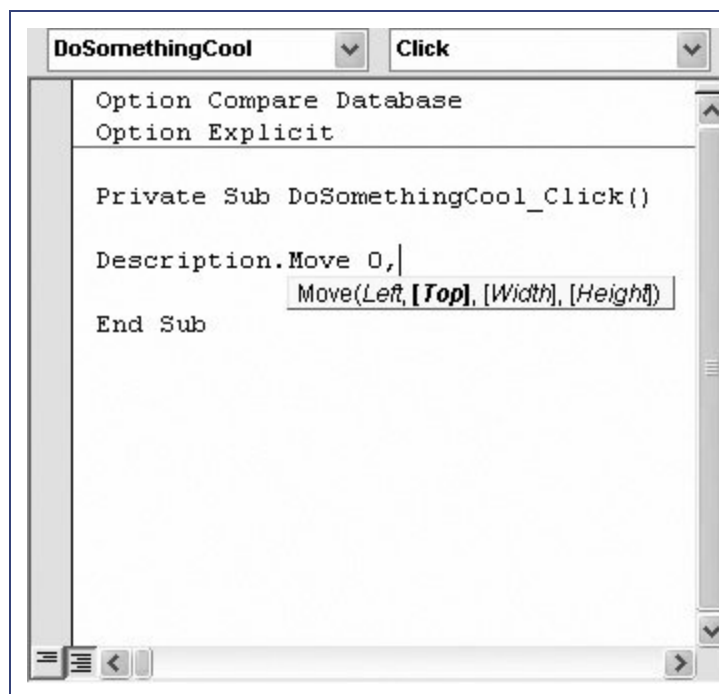 DoSomethingCool Click
Option Compare Database
Option Explicit
Private Sub DoSomethingCool_Click()
Description.Move 0,
Move(Left, [Top], [Width], [Height])
End Sub